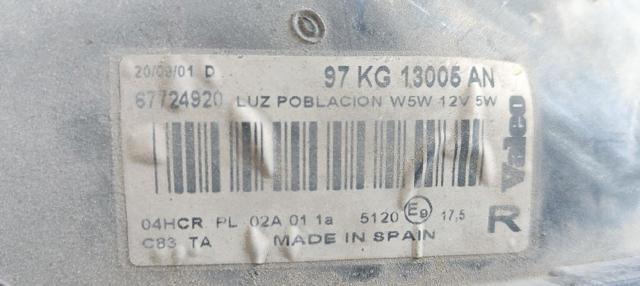 20/09/01 D 97 KG 13005 AN
67724920 LUZ POBLACION W5W 12V 5W
Valeo
04HCR PL 02A 01 1a 5120 E9 17,5 R
C83 TA MADE IN SPAIN